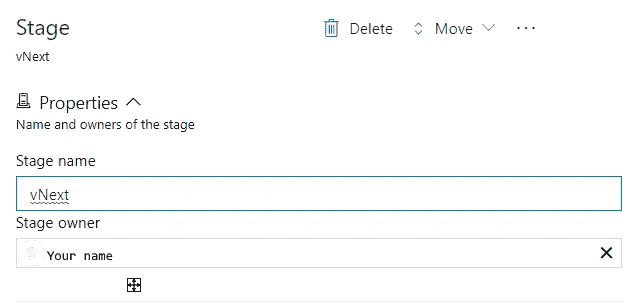 Stage
Delete
Move
...
vNext
Properties
Name and owners of the stage
Stage name
vNext
Stage owner
Your name